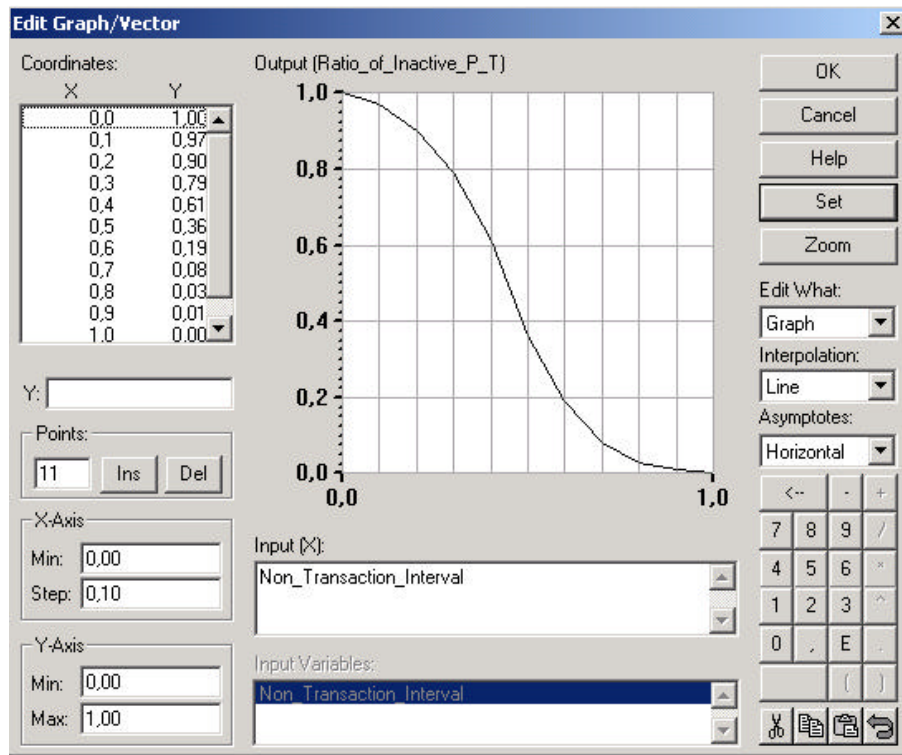 Edit Graph/Vector
Coordinates:
X Y
0,0 1,00
0,1 0,97
0,2 0,90
0,3 0,79
0,4 0,61
0,5 0,36
0,6 0,19
0,7 0,08
0,8 0,03
0,9 0,01
1,0 0,00
Y:
Points:
11 Ins Del
X-Axis
Min: 0,00
Step: 0,10
Y-Axis
Min: 0,00
Max: 1,00
Output (Ratio_of_Inactive_P_T)
1,0
0,8
0,6
0,4
0,2
0,0
0,0 1,0
Input (X):
Non_Transaction_Interval
Input Variables:
Non_Transaction_Interval
OK
Cancel
Help
Set
Zoom
Edit What:
Graph
Interpolation:
Line
Asymptotes:
Horizontal
<-- - +
7 8 9 /
4 5 6 *
1 2 3 ^
0 , E .
( )